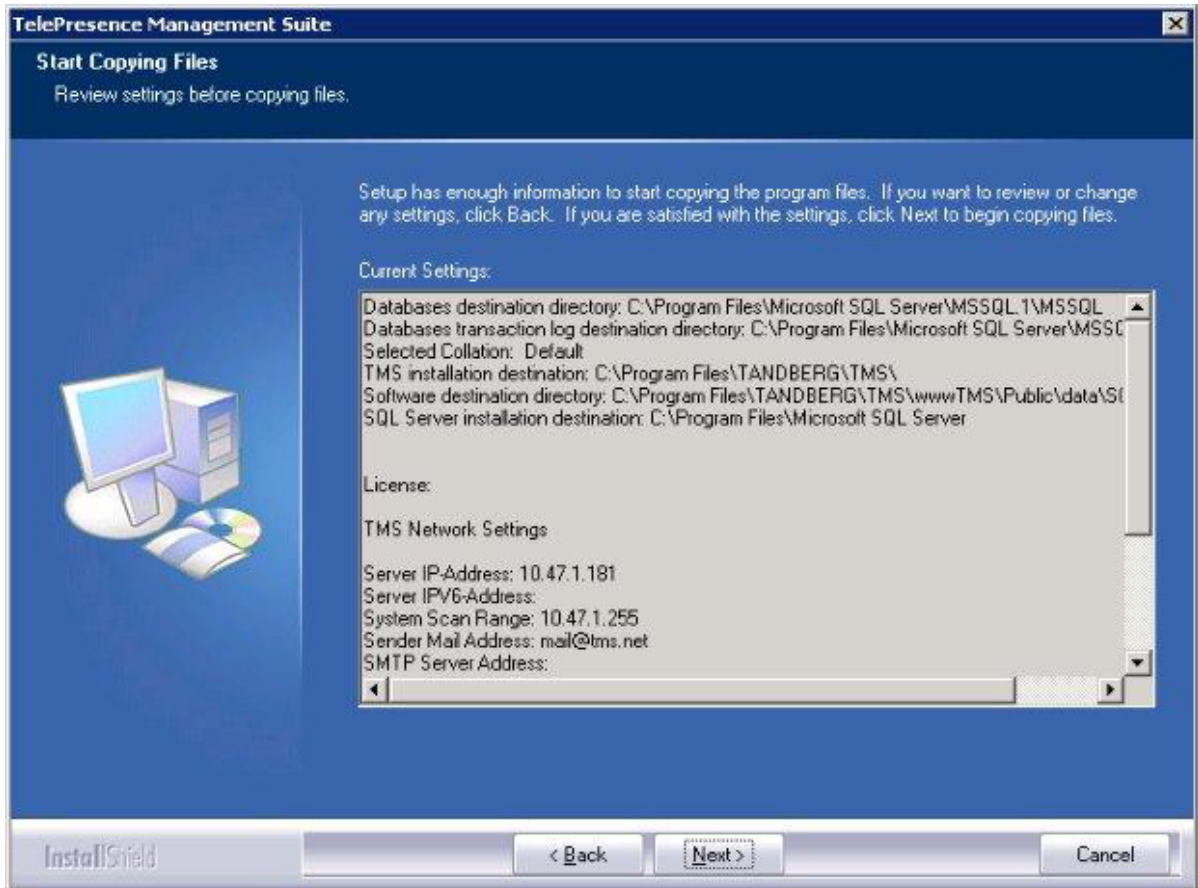 TelePresence Management Suite
Start Copying Files
Review settings before copying files.
Setup has enough information to start copying the program files. If you want to review or change
any settings, click Back. If you are satisfied with the settings, click Next to begin copying files.
Current Settings:
Databases destination directory: C:\Program Files\Microsoft SQL Server\MSSQL.1\MSSQL
Databases transaction log destination directory: C:\Program Files\Microsoft SQL Server\
Selected Collation: Default
TMS installation destination: C:\Program Files\TANDBERG\TMS\
Software destination directory: C:\Program Files\TANDBERG\TMS\wwwTMS\Public\data\
SQL Server installation destination: C:\Program Files\Microsoft SQL Server
License:
TMS Network Settings
Server IP-Address: 10.47.1.181
Server IPV6-Address:
System Scan Range: 10.47.1.255
Sender Mail Address: mail@tms.net
SMTP Server Address:
InstallShield
< Back
Next >
Cancel